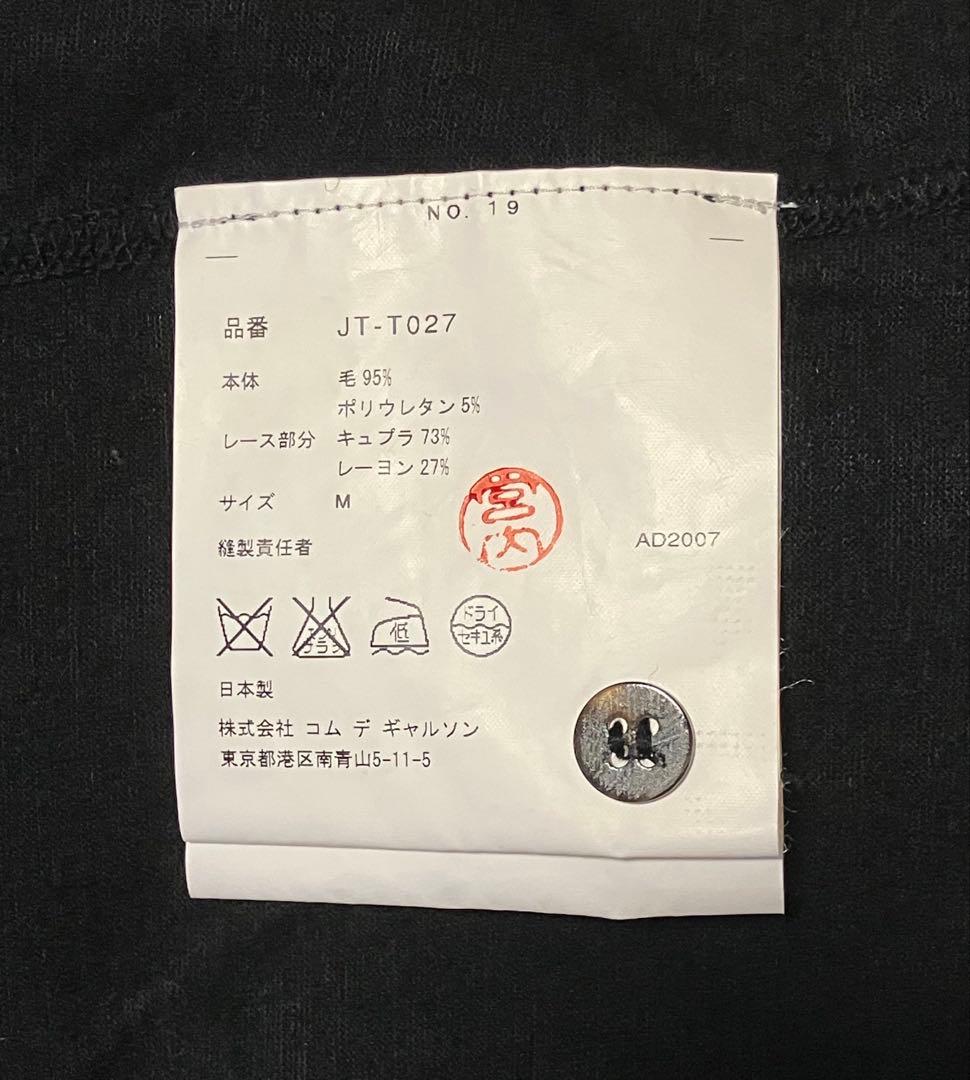 NO. 19
品番 JT-T027
本体 毛 95%
ポリウレタン 5%
レース部分 キュプラ 73%
レーヨン 27%
サイズ M
縫製責任者
AD2007
低
ドライ
セキユ系
日本製
株式会社 コム デ ギャルソン
東京都港区南青山5-11-5